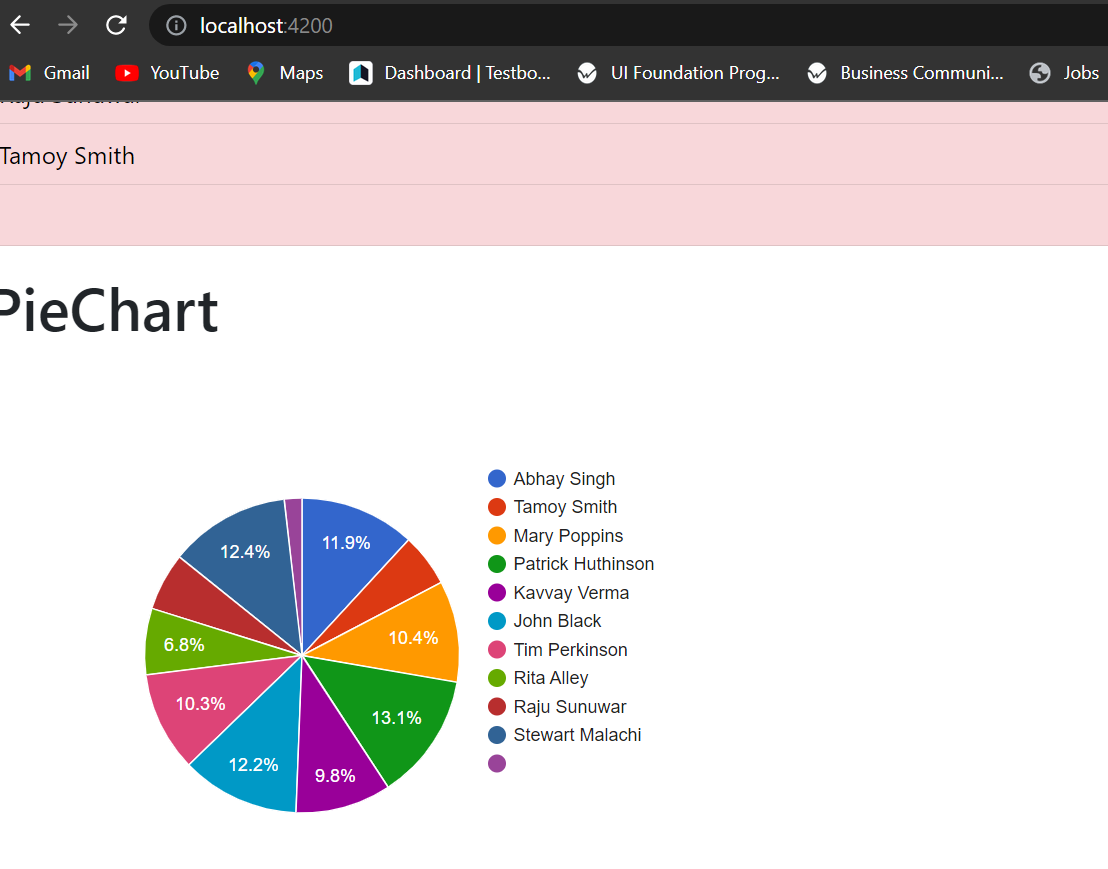 localhost:4200
Gmail YouTube Maps Dashboard | Testbo... UI Foundation Prog... Business Communi... Jobs
Tamoy Smith
PieChart
Abhay Singh
Tamoy Smith
Mary Poppins
Patrick Huthinson
Kavvay Verma
John Black
Tim Perkinson
Rita Alley
Raju Sunuwar
Stewart Malachi
11.9%
10.4%
13.1%
9.8%
12.2%
10.3%
6.8%
12.4%